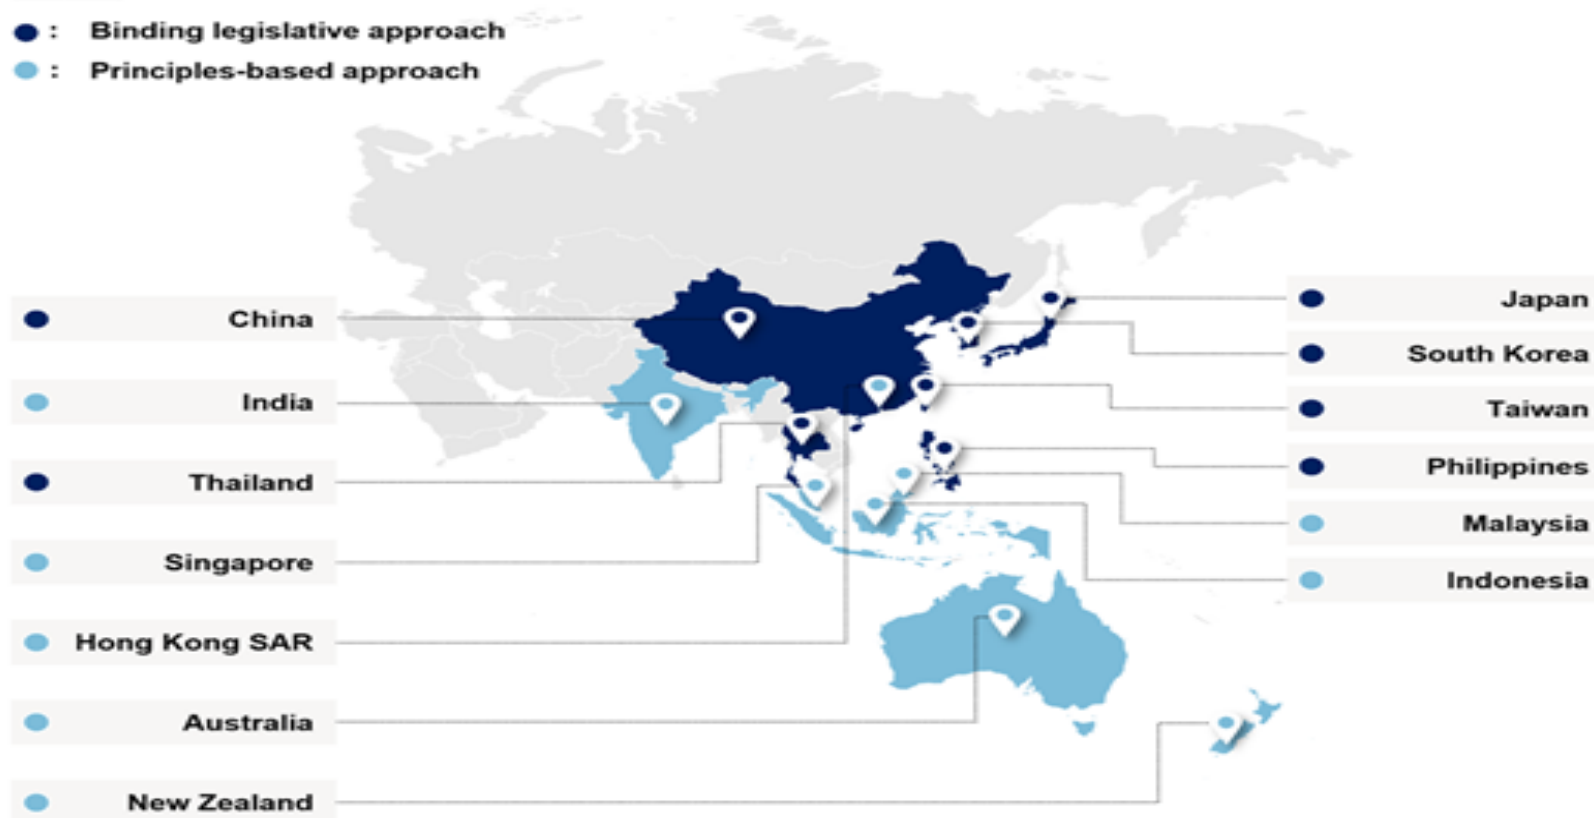 : Binding legislative approach
: Principles-based approach
China
India
Thailand
Singapore
Hong Kong SAR
Australia
New Zealand
Japan
South Korea
Taiwan
Philippines
Malaysia
Indonesia